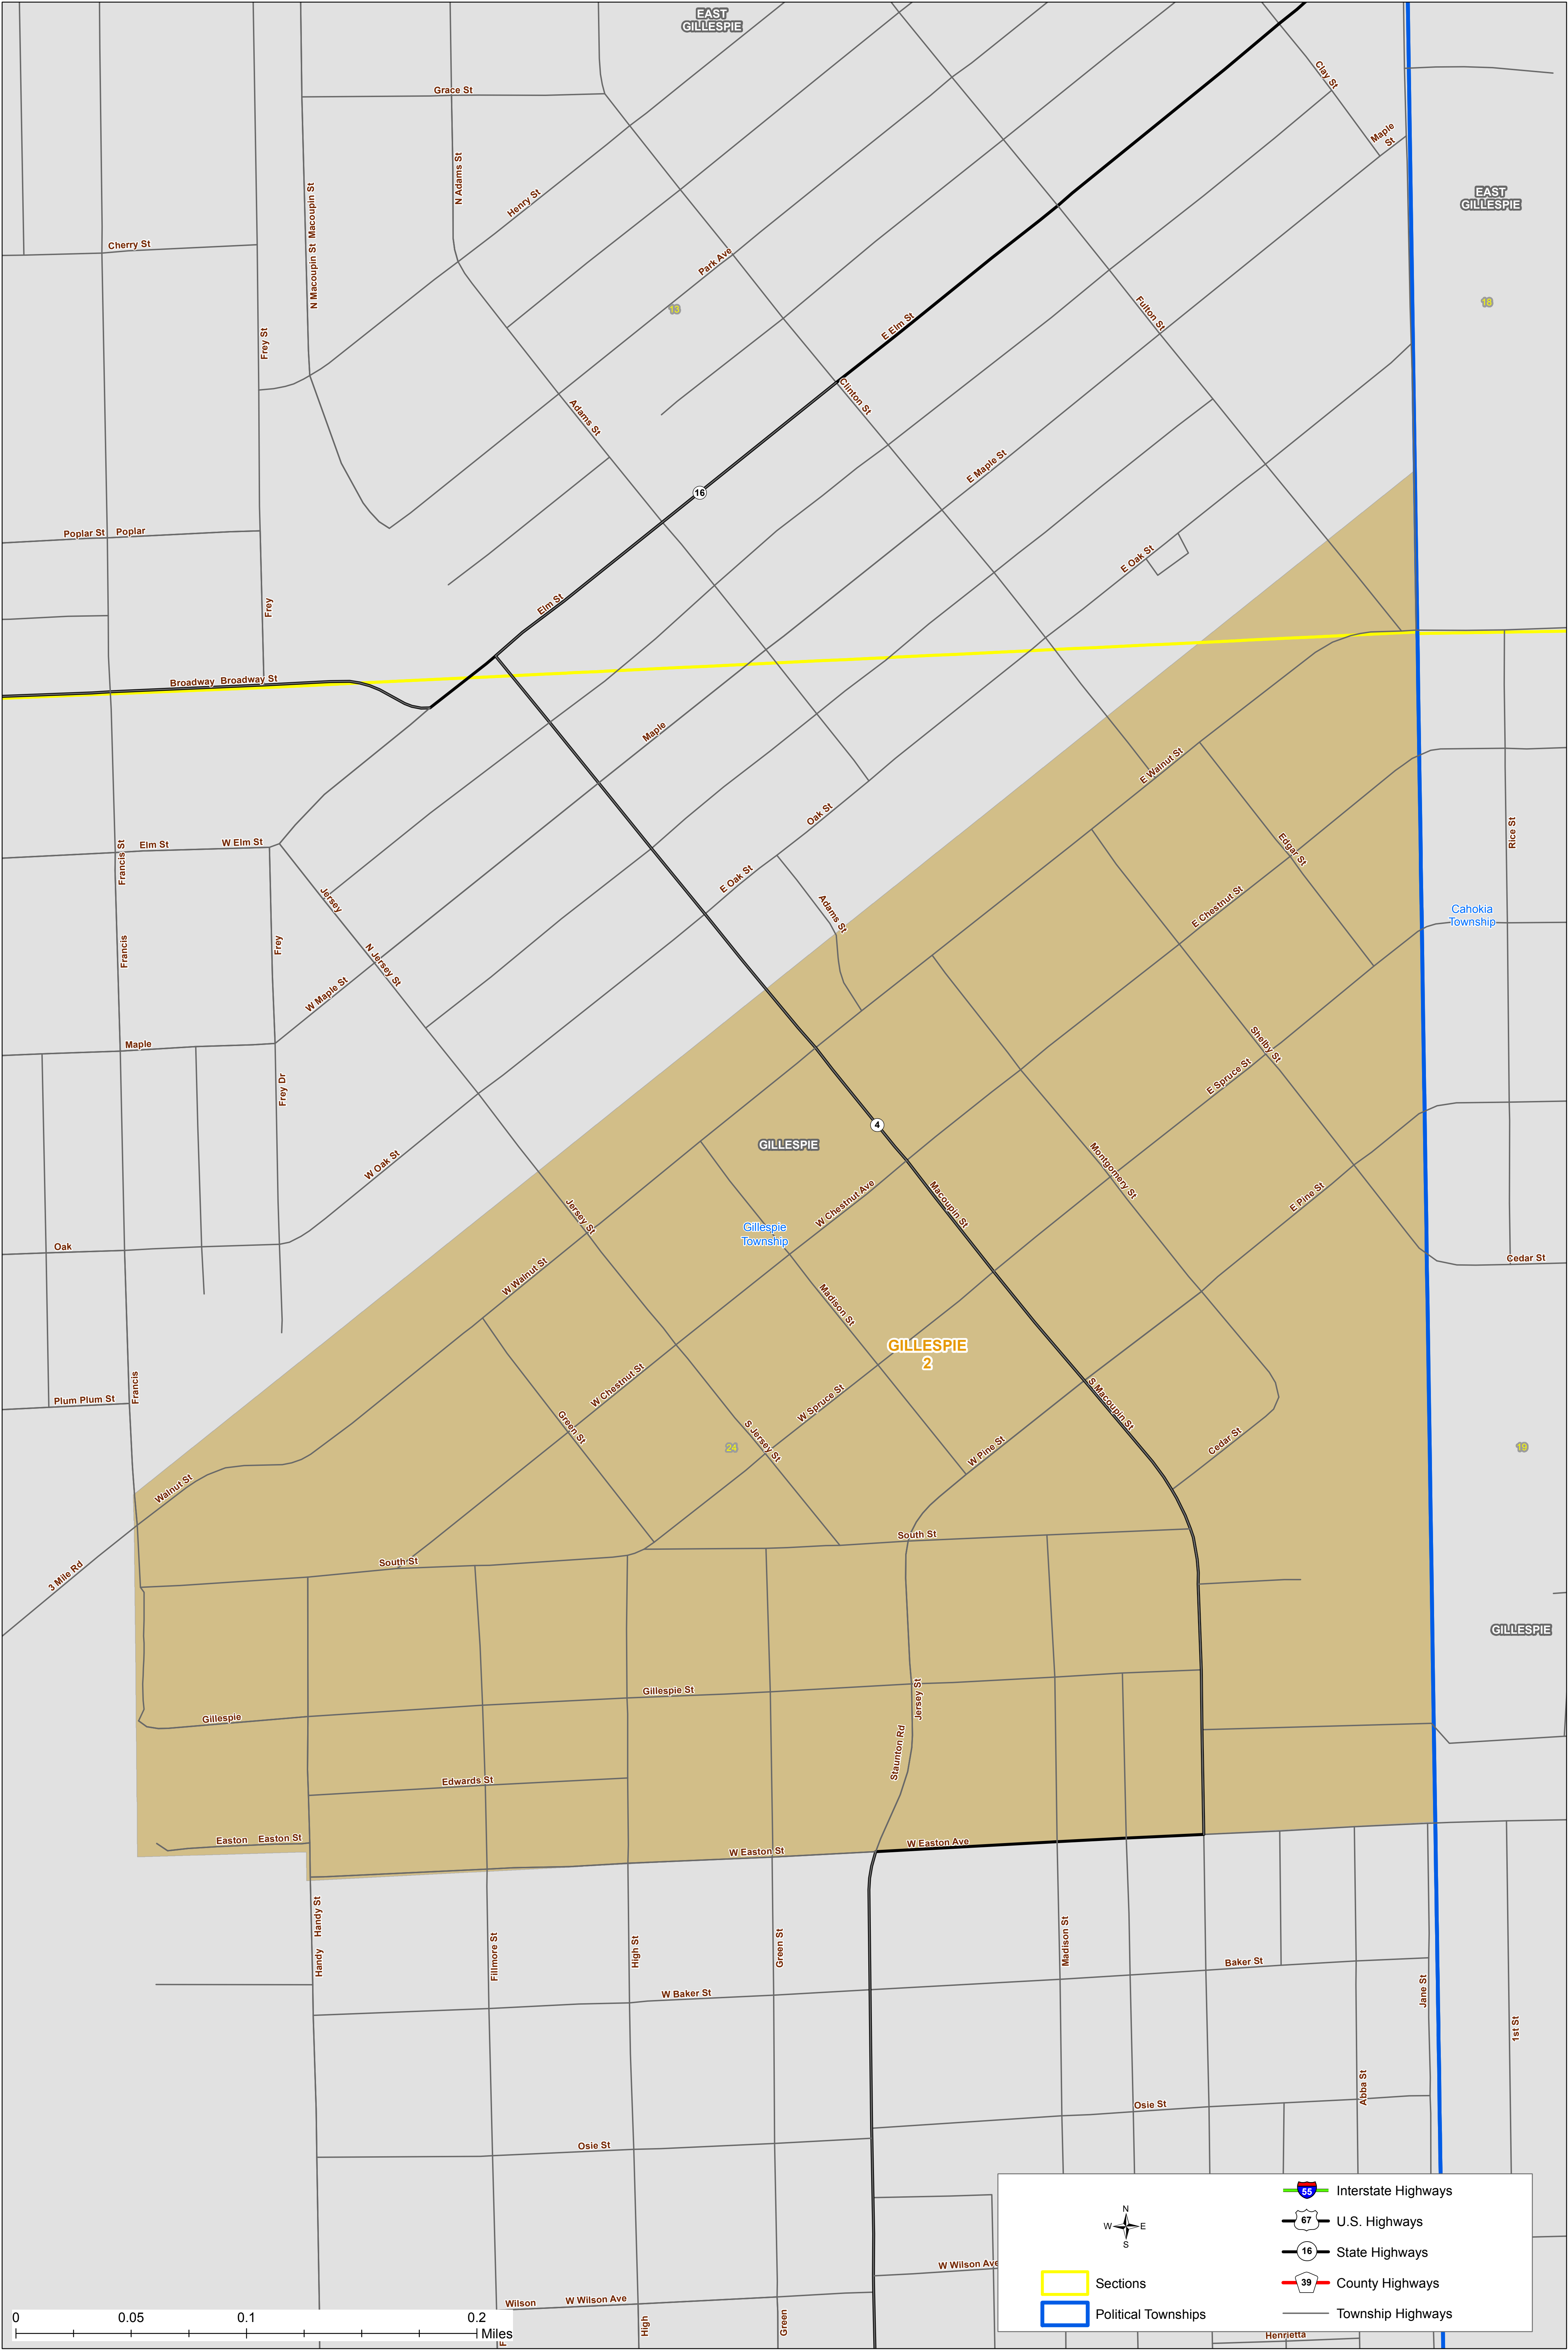 EAST
GILLESPIE
Grace St
Clay St
Maple
St
N Adams St
Henry St
N Macoupin St  Macoupin St
EAST
GILLESPIE
Cherry St
Park Ave
13
18
Fulton St
E Elm St
Frey St
Clinton St
Adams St
E Maple St
16
Poplar St  Poplar
E Oak St
Elm St
Frey
Broadway  Broadway St
Maple
E Walnut St
Oak St
Rice St
Elm St
W Elm St
Francis St
Edgar St
E Oak St
Jersey
E Chestnut St
Adams St
Cahokia
Township
Francis
Frey
N Jersey St
W Maple St
Maple
Shelby St
E Spruce St
Frey Dr
4
GILLESPIE
W Oak St
Montgomery St
W Chestnut Ave
Macoupin St
E Pine St
Jersey St
Gillespie
Township
Oak
Cedar St
W Walnut St
Madison St
GILLESPIE
2
Francis
W Chestnut St
Plum Plum St
W Spruce St
S Macoupin St
Green St
S Jersey St
24
W Pine St
Cedar St
19
Walnut St
South St
South St
3 Mile Rd
GILLESPIE
Gillespie St
Jersey St
Gillespie
Staunton Rd
Edwards St
Easton  Easton St
W Easton St
W Easton Ave
Handy  Handy St
Fillmore St
High St
Green St
Madison St
Baker St
W Baker St
Jane St
1st St
Abba St
Osie St
Osie St
W Wilson Ave
Wilson
W Wilson Ave
High
Green
Henrietta
F
0
0.05
0.1
0.2
Miles
N
W
E
S
Sections
Political Townships
55
Interstate Highways
67
U.S. Highways
16
State Highways
39
County Highways
Township Highways